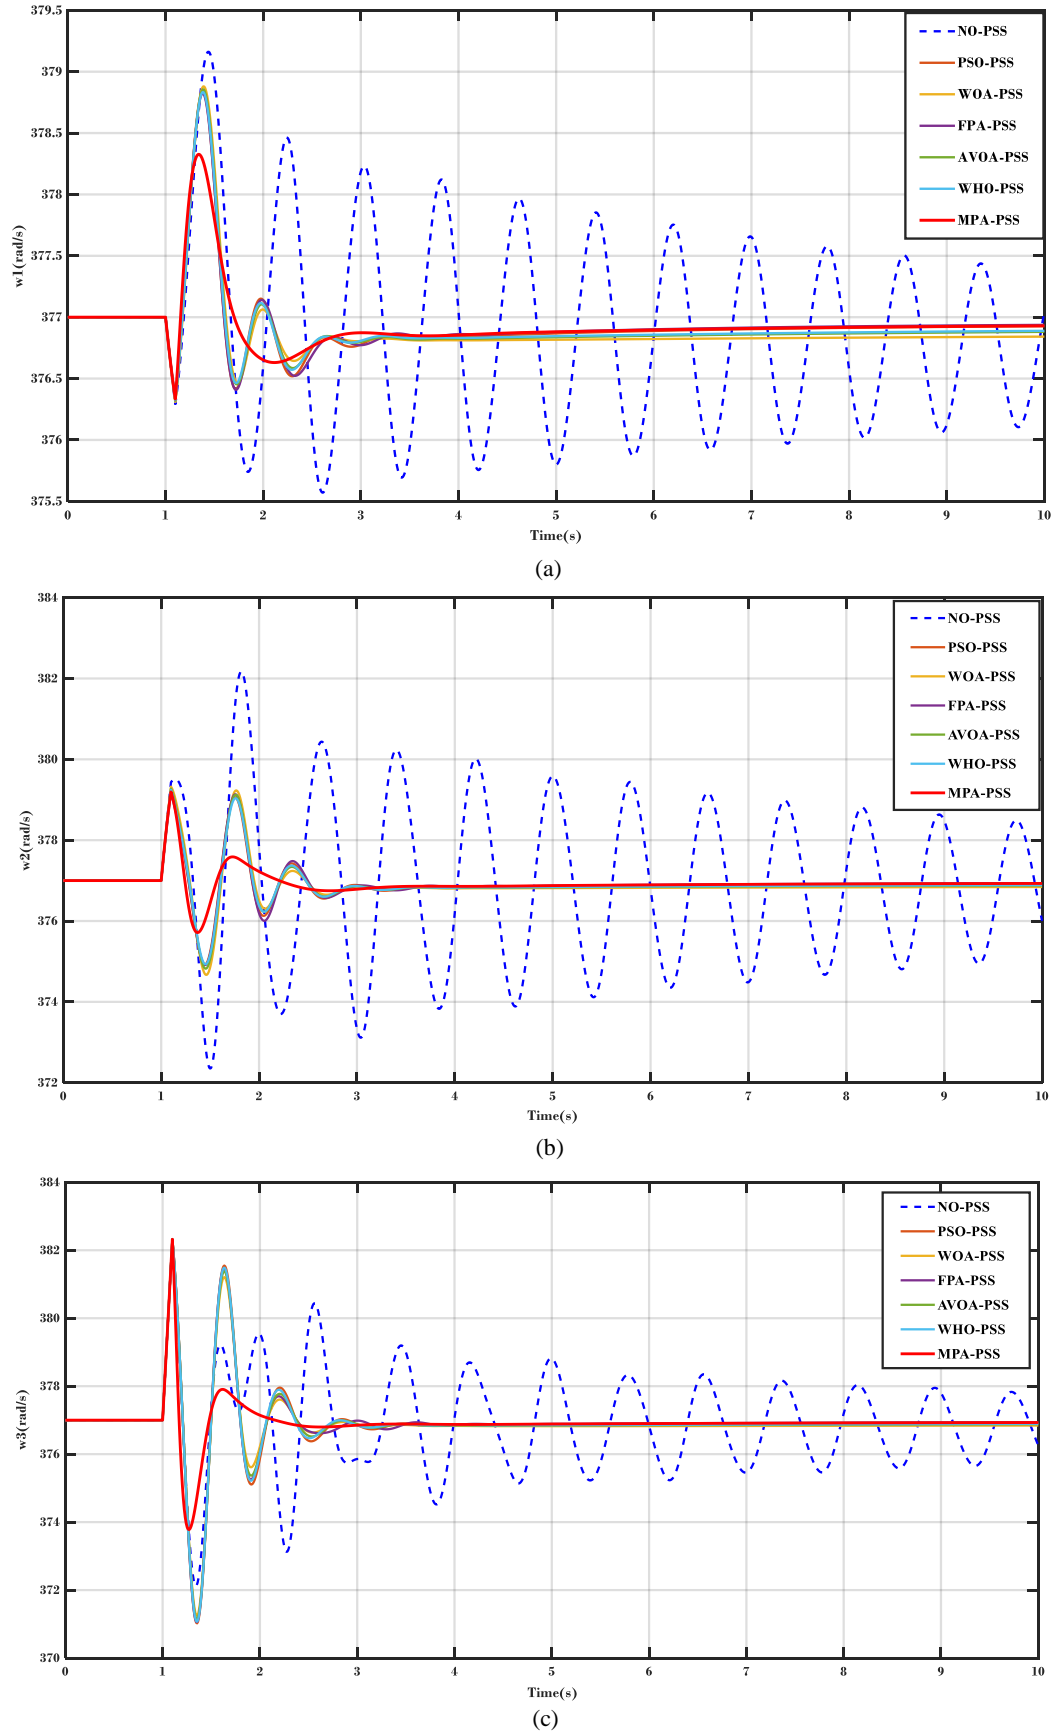 379.5
379
378.5
378
377.5
377
376.5
376
375.5
w1(rad/s)
NO-PSS
PSO-PSS
WOA-PSS
FPA-PSS
AVOA-PSS
WHO-PSS
MPA-PSS
0 1 2 3 4 5 6 7 8 9 10
Time(s)
(a)
384
382
380
378
376
374
372
w2(rad/s)
NO-PSS
PSO-PSS
WOA-PSS
FPA-PSS
AVOA-PSS
WHO-PSS
MPA-PSS
0 1 2 3 4 5 6 7 8 9 10
Time(s)
(b)
384
382
380
378
376
374
372
370
w3(rad/s)
NO-PSS
PSO-PSS
WOA-PSS
FPA-PSS
AVOA-PSS
WHO-PSS
MPA-PSS
0 1 2 3 4 5 6 7 8 9 10
Time(s)
(c)